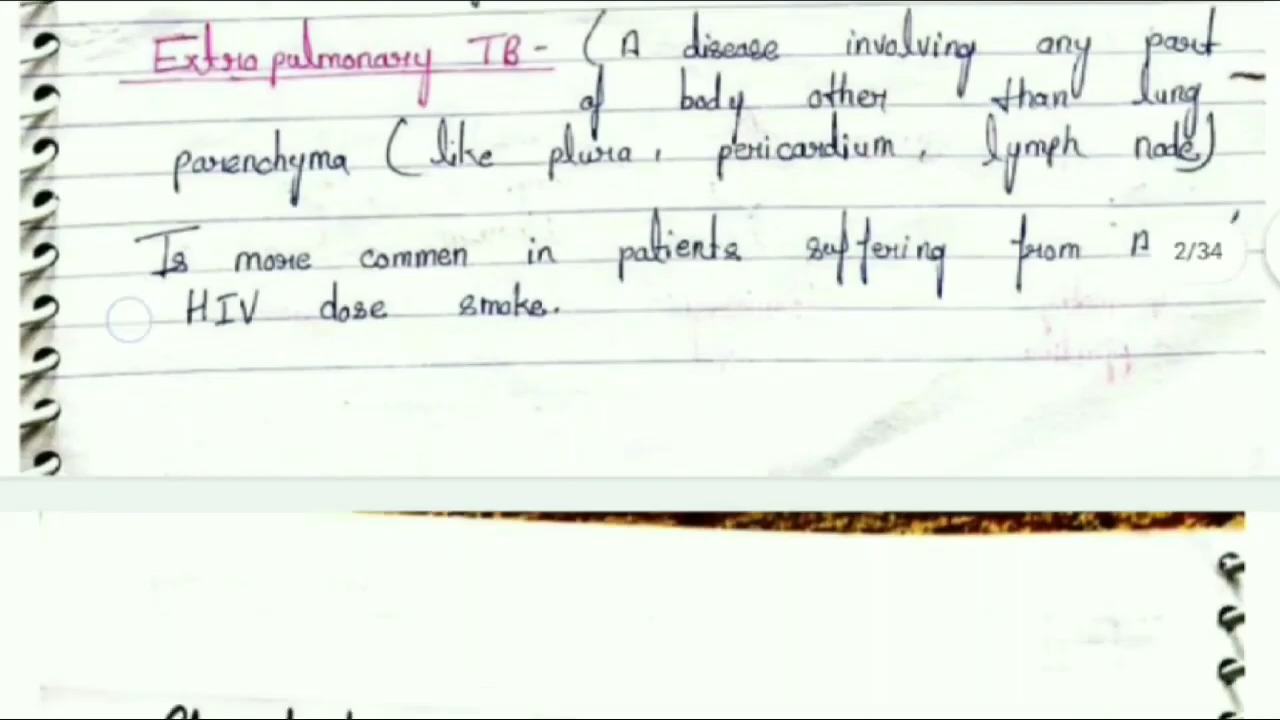 Extra pulmonary TB - ( A disease involving any part
of body other than lung
parenchyma ( like plura, pericardium, lymph node)
Is more commen in patients suffering from
2/34
HIV dose smoke.